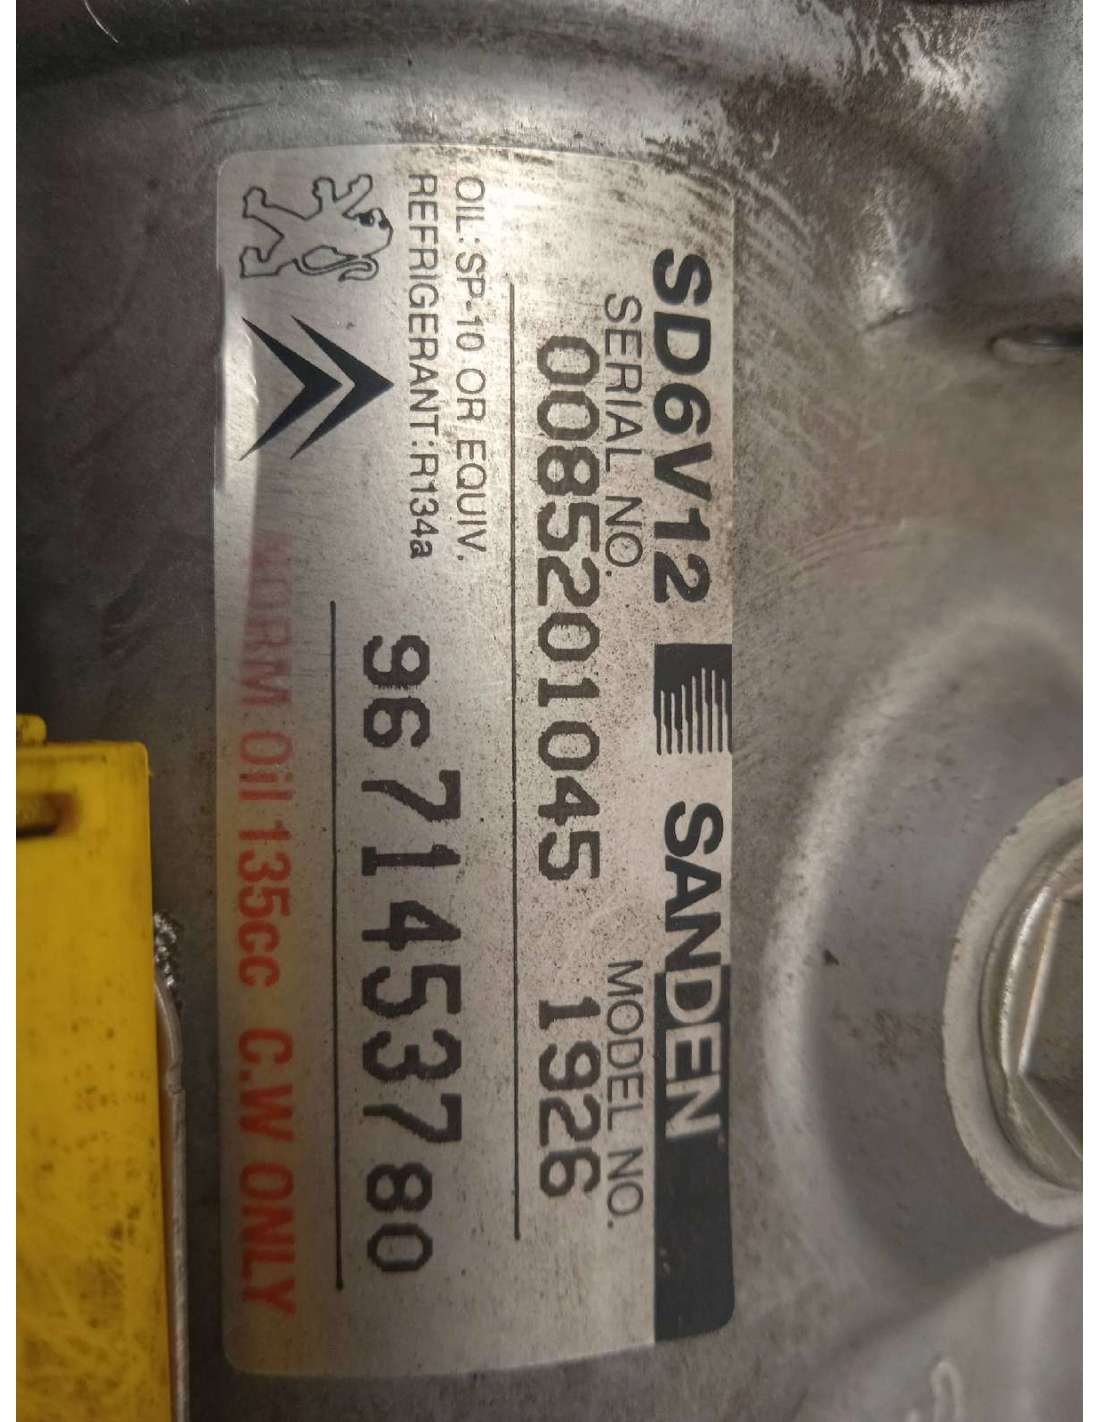 SD6V12 SANDEN
SERIAL NO. MODEL NO.
0085201045 1926
OIL:SP-10 OR EQUIV.
REFRIGERANT:R134a
9671453780
NORM Oil 135cc C.W ONLY